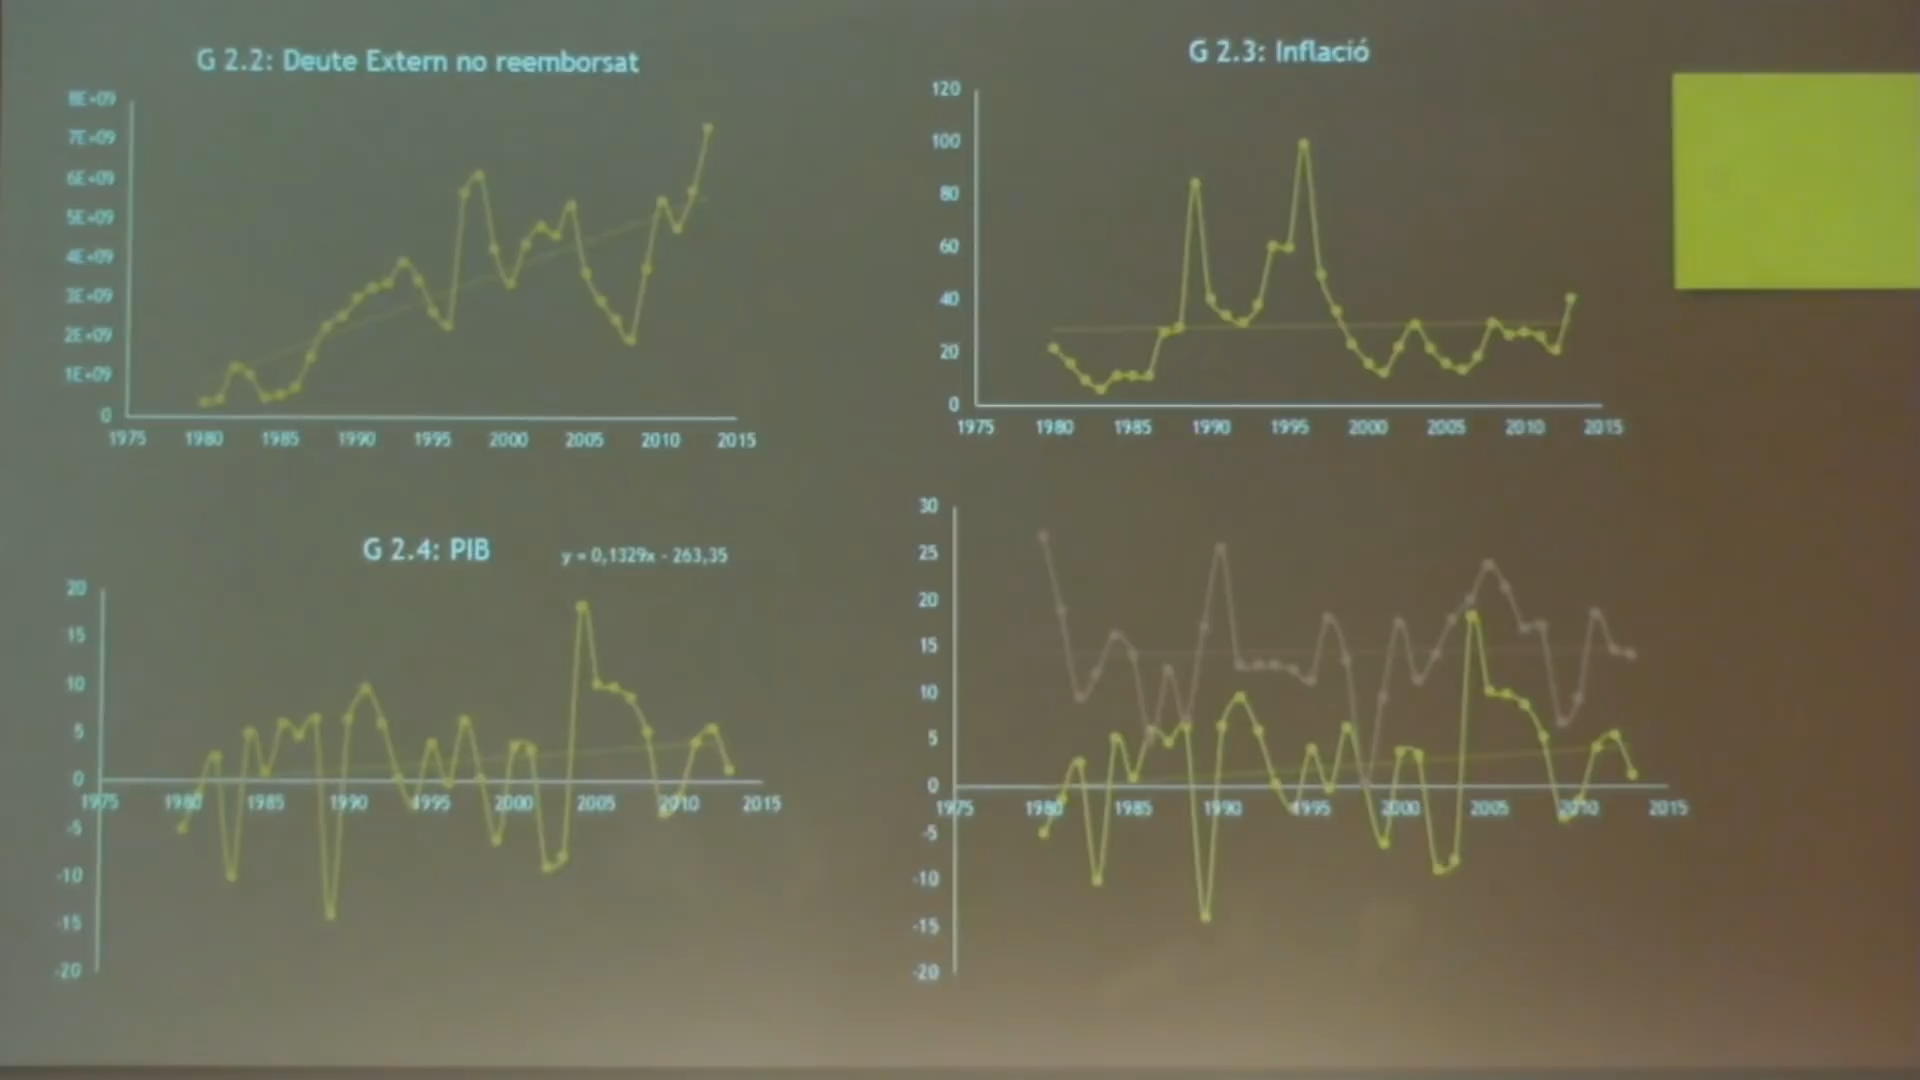 G 2.2: Deute Extern no reemborsat
8E+09
7E+09
6E+09
5E+09
4E+09
3E+09
2E+09
1E+09
0
1975 1980 1985 1990 1995 2000 2005 2010 2015
G 2.3: Inflació
120
100
80
60
40
20
0
1975 1980 1985 1990 1995 2000 2005 2010 2015
G 2.4: PIB
y = 0,1329x - 263,35
20
15
10
5
0
-5
-10
-15
-20
1975 1980 1985 1990 1995 2000 2005 2010 2015
30
25
20
15
10
5
0
-5
-10
-15
-20
1975 1980 1985 1990 1995 2000 2005 2010 2015